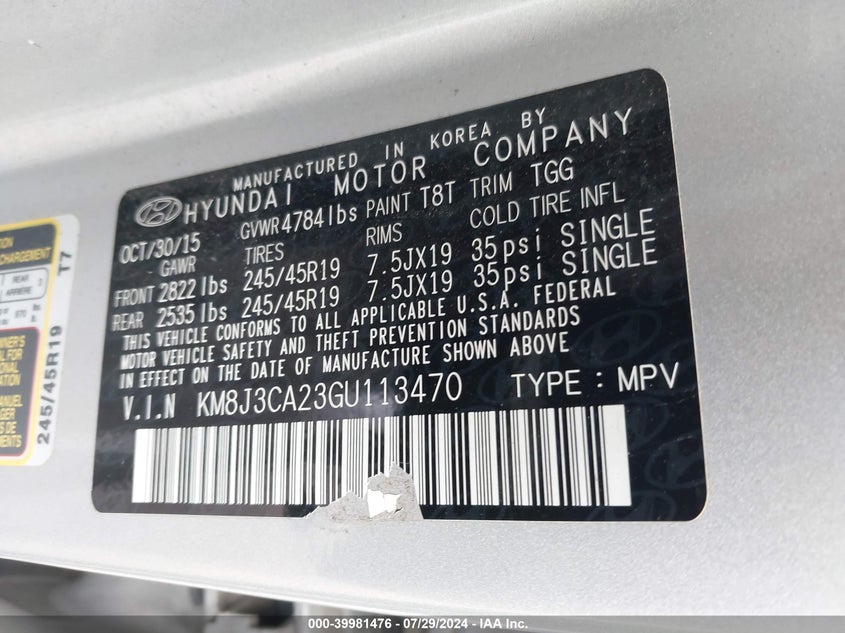 MANUFACTURED IN KOREA BY
HYUNDAI MOTOR COMPANY
OCT/30/15 GVWR 4784 lbs PAINT T8T TRIM TGG
GAWR TIRES RIMS COLD TIRE INFL
FRONT 2822 lbs 245/45R19 7.5JX19 35psi SINGLE
REAR 2535 lbs 245/45R19 7.5JX19 35psi SINGLE
THIS VEHICLE CONFORMS TO ALL APPLICABLE U.S.A. FEDERAL
MOTOR VEHICLE SAFETY AND THEFT PREVENTION STANDARDS
IN EFFECT ON THE DATE OF MANUFACTURE SHOWN ABOVE
V.I.N KM8J3CA23GU113470 TYPE : MPV
CHARGEMENT
REAR
ARRIERE
T7
245/45R19
000-39981476 - 07/29/2024 - IAA Inc.